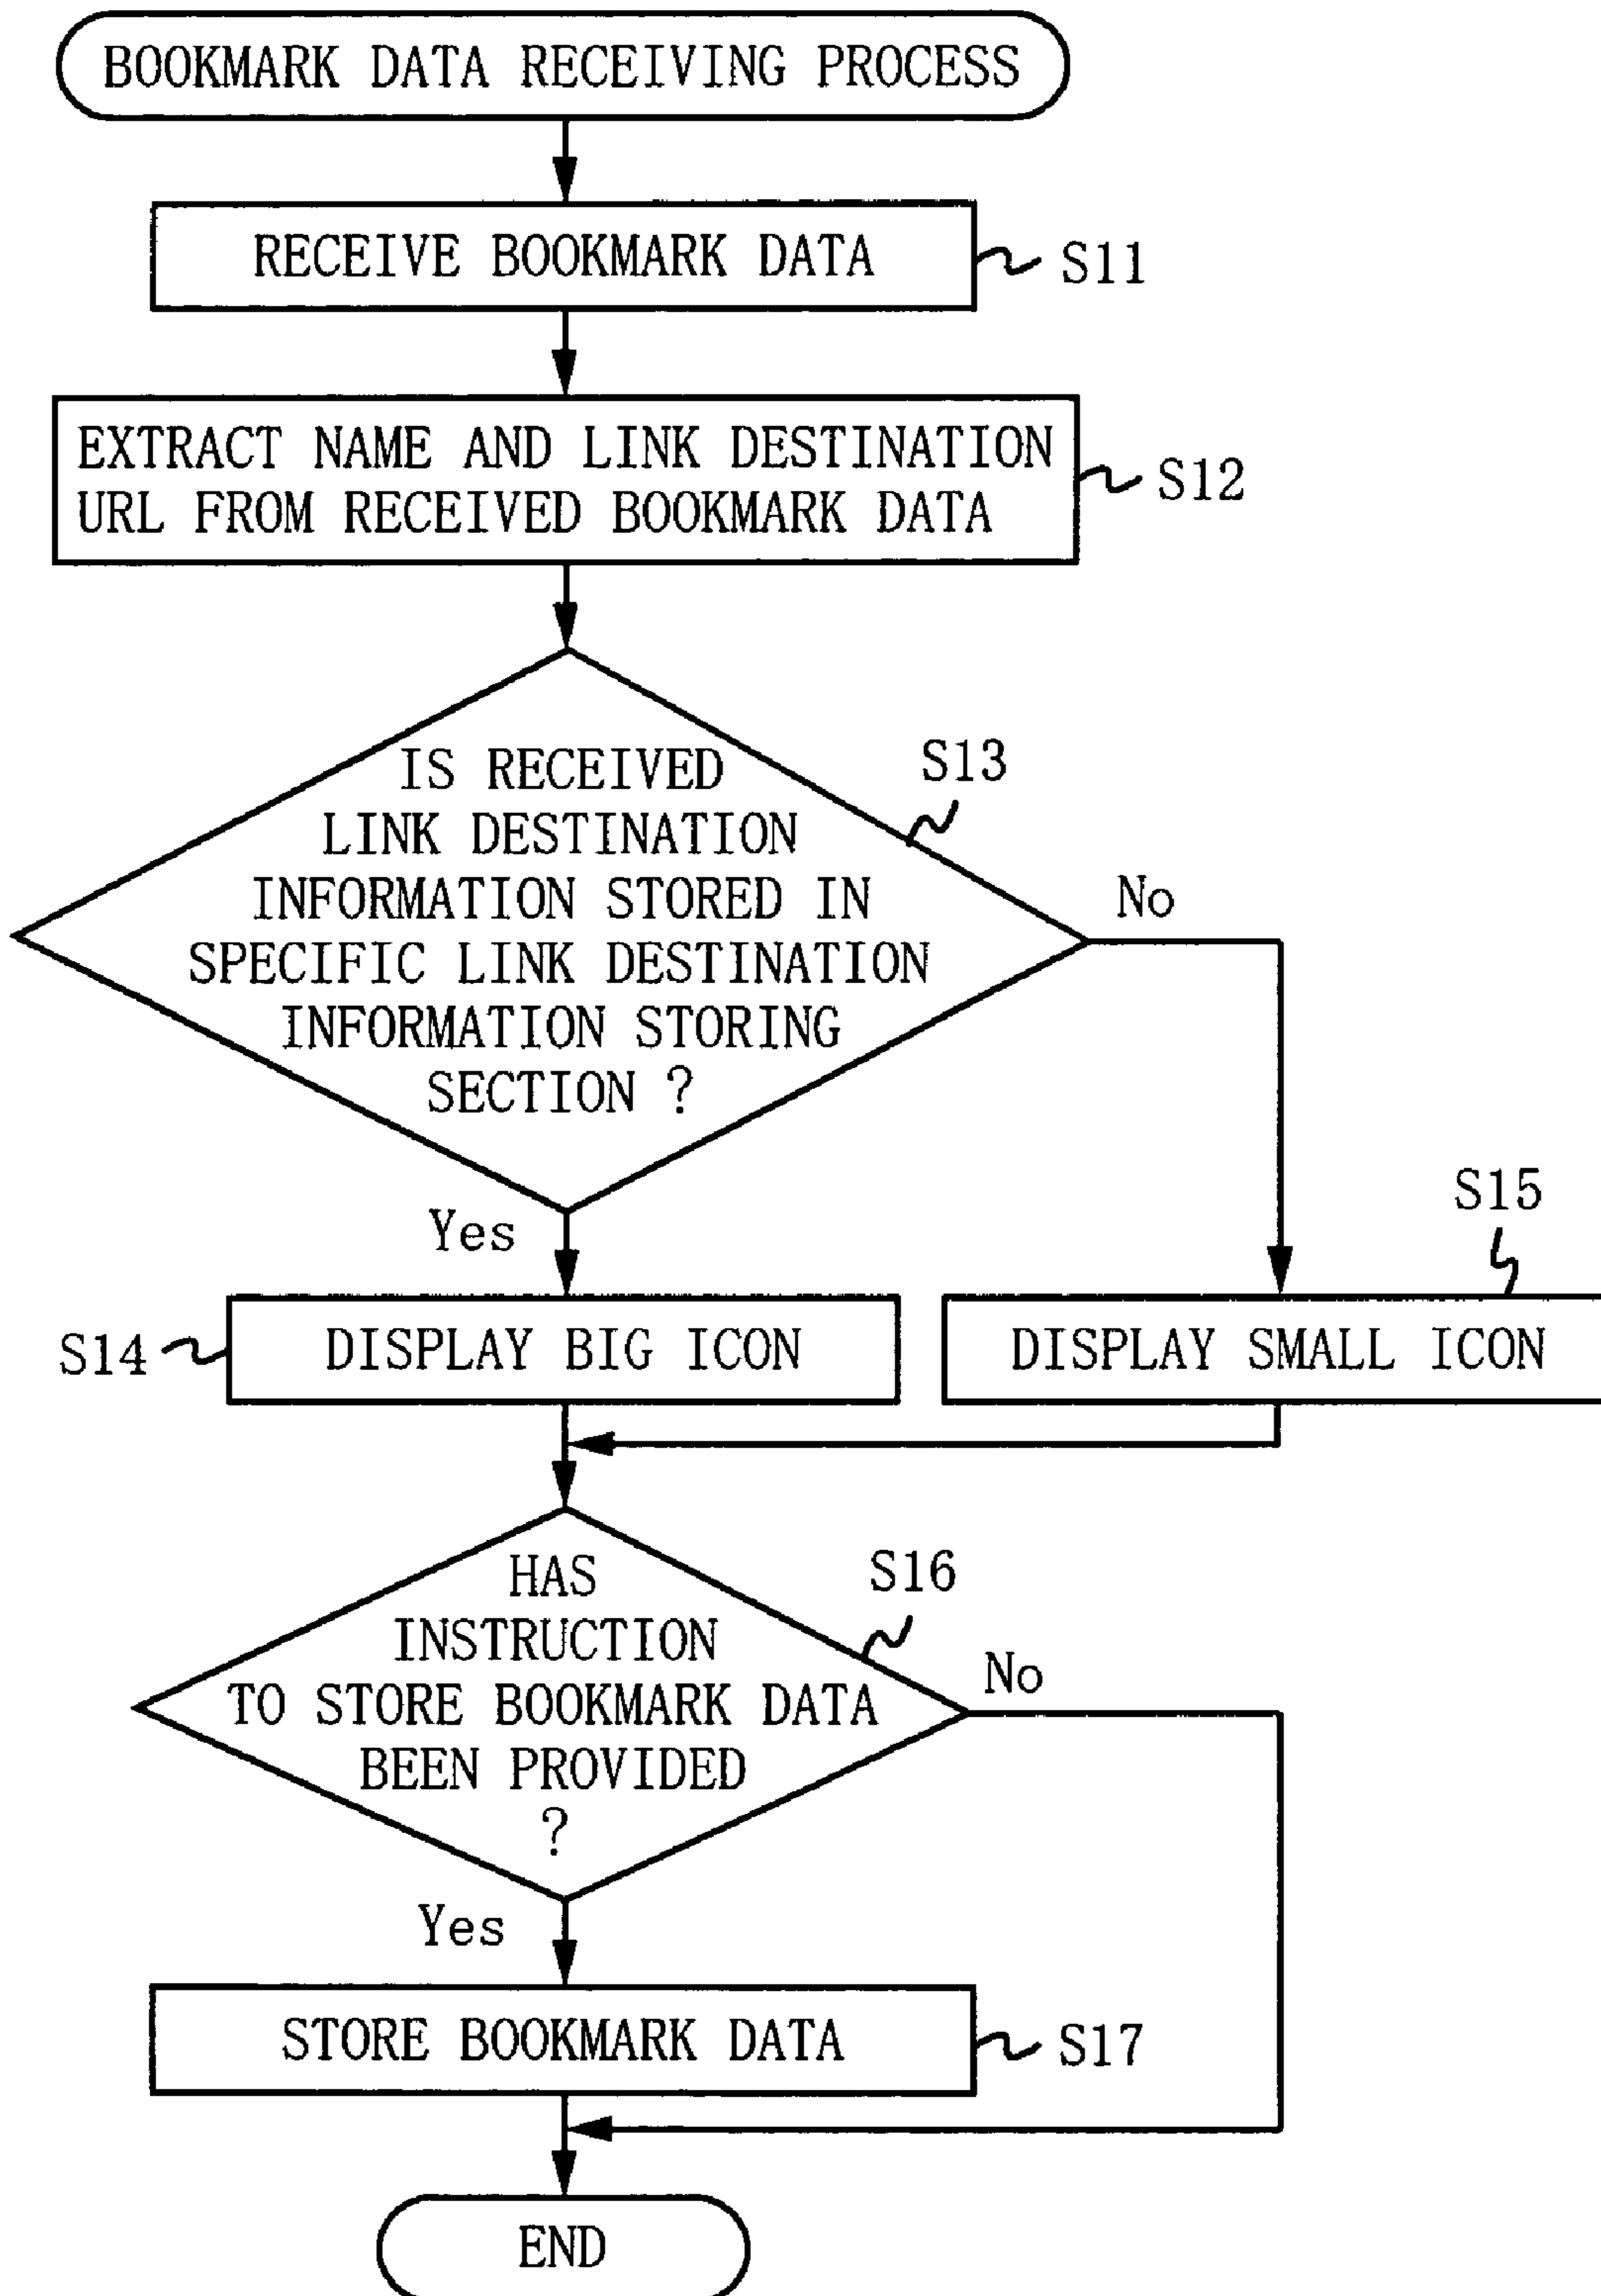 BOOKMARK DATA RECEIVING PROCESS
RECEIVE BOOKMARK DATA
S11
EXTRACT NAME AND LINK DESTINATION
URL FROM RECEIVED BOOKMARK DATA
S12
IS RECEIVED
LINK DESTINATION
INFORMATION STORED IN
SPECIFIC LINK DESTINATION
INFORMATION STORING
SECTION ?
S13
No
Yes
S14
DISPLAY BIG ICON
S15
DISPLAY SMALL ICON
HAS
INSTRUCTION
TO STORE BOOKMARK DATA
BEEN PROVIDED
?
S16
No
Yes
STORE BOOKMARK DATA
S17
END